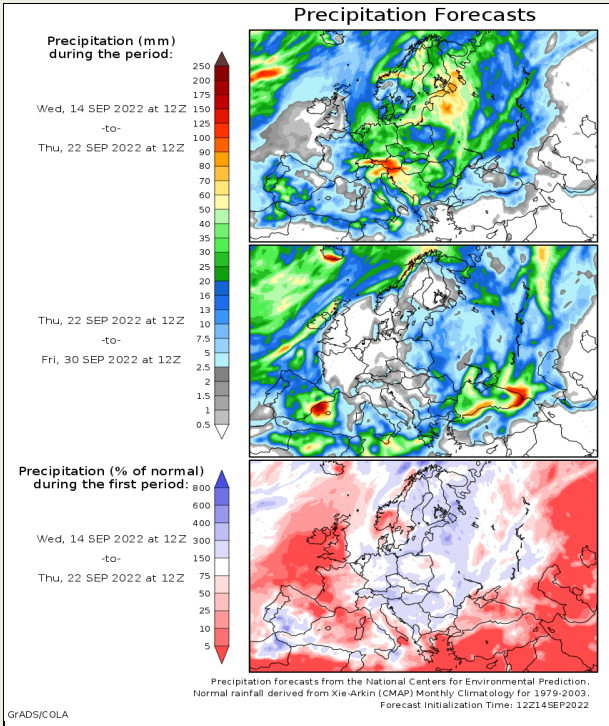 Precipitation Forecasts
Precipitation (mm)
during the period:
Wed, 14 SEP 2022 at 12Z
-to-
Thu, 22 SEP 2022 at 12Z
Thu, 22 SEP 2022 at 12Z
-to-
Fri, 30 SEP 2022 at 12Z
250
200
175
150
125
100
90
80
70
60
50
40
35
30
25
20
16
13
10
7.5
5
2.5
2
1.5
1
0.5
Precipitation (% of normal)
during the first period:
Wed, 14 SEP 2022 at 12Z
-to-
Thu, 22 SEP 2022 at 12Z
800
600
400
300
150
75
50
25
10
5
Precipitation forecasts from the National Centers for Environmental Prediction.
Normal rainfall derived from Xie-Arkin (CMAP) Monthly Climatology for 1979-2003.
Forecast Initialization Time: 12Z14SEP2022
GrADS/COLA